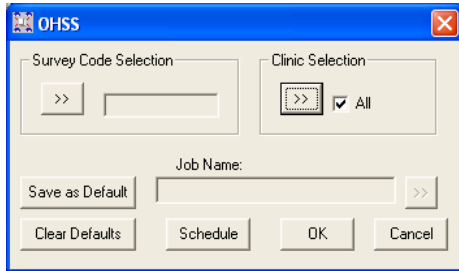 OHSS
Survey Code Selection
>>
Clinic Selection
>> All
Job Name:
Save as Default >>
Clear Defaults Schedule OK Cancel